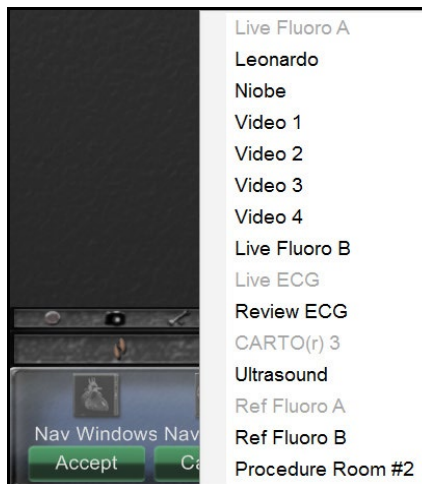 Live Fluoro A
Leonardo
Niobe
Video 1
Video 2
Video 3
Video 4
Live Fluoro B
Live ECG
Review ECG
CARTO(r) 3
Ultrasound
Ref Fluoro A
Ref Fluoro B
Procedure Room #2
Nav Windows Nav
Accept